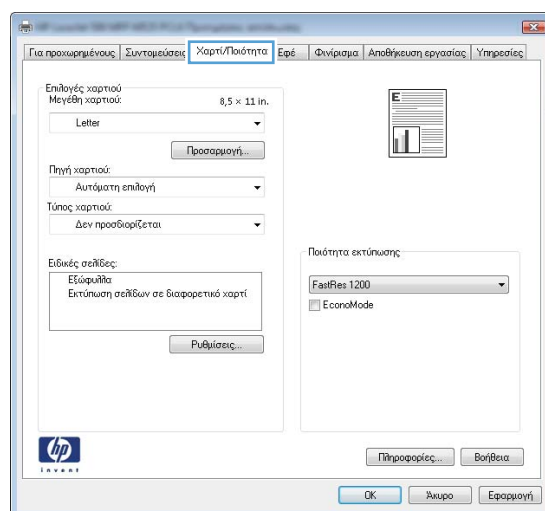 Για προχωρημένους Συντομεύσεις Χαρτί/Ποιότητα Εφέ Φινίρισμα Αποθήκευση εργασίας Υπηρεσίες
Επιλογές χαρτιού
Μεγέθη χαρτιού: 8,5 × 11 in.
Letter
Προσαρμογή...
Πηγή χαρτιού:
Αυτόματη επιλογή
Τύπος χαρτιού:
Δεν προσδιορίζεται
Ειδικές σελίδες:
Εξώφυλλα
Εκτύπωση σελίδων σε διαφορετικό χαρτί
Ρυθμίσεις...
E
Ποιότητα εκτύπωσης
FastRes 1200
EconoMode
hp
invent
Πληροφορίες... Βοήθεια
OK Άκυρο Εφαρμογή